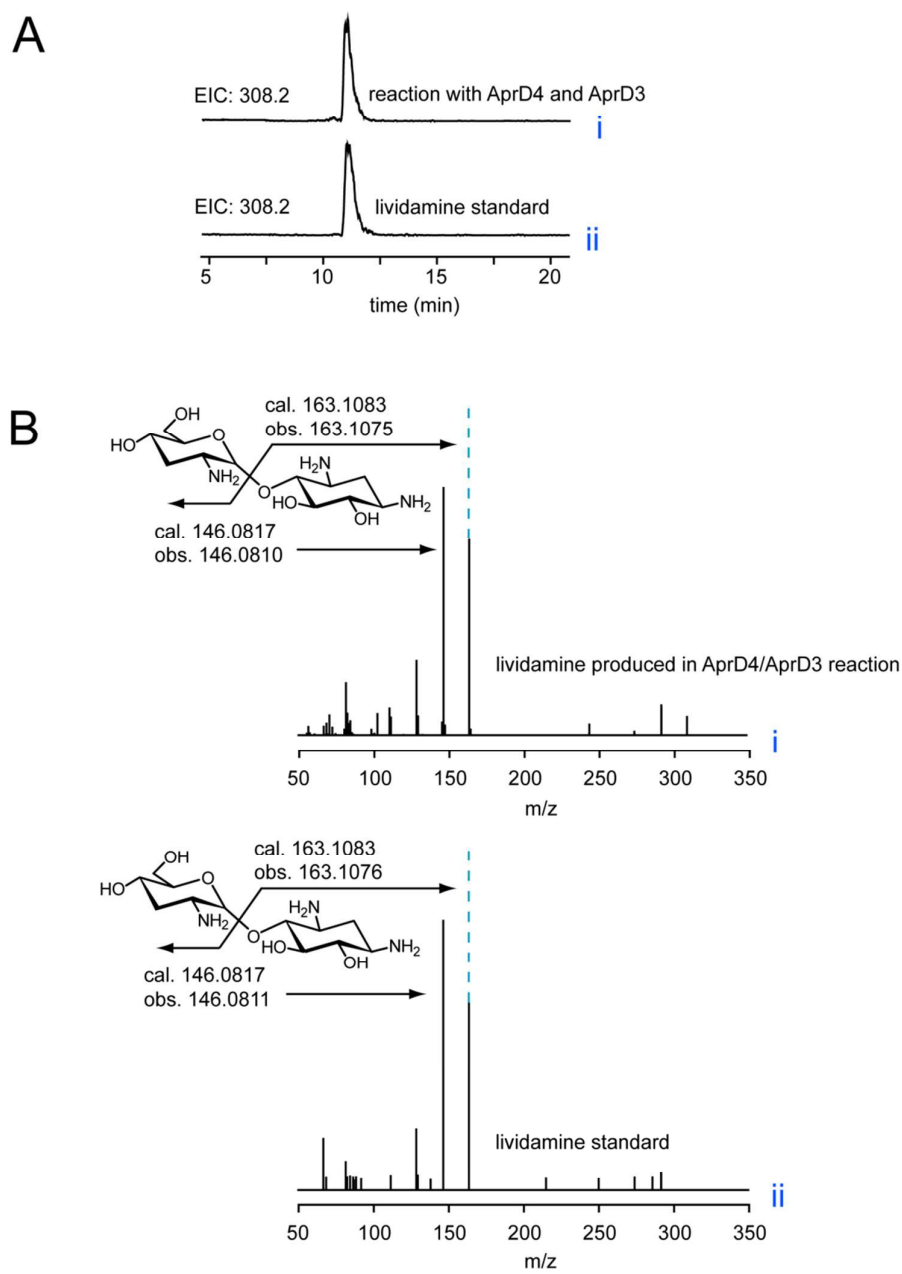 A
EIC: 308.2
reaction with AprD4 and AprD3
i
EIC: 308.2
lividamine standard
ii
5 10 15 20
time (min)
B
cal. 163.1083
obs. 163.1075
OH
HO
O
NH2
O
H2N
HO
OH
NH2
cal. 146.0817
obs. 146.0810
lividamine produced in AprD4/AprD3 reaction
i
50 100 150 200 250 300 350
m/z
cal. 163.1083
obs. 163.1076
OH
HO
O
NH2
O
H2N
HO
OH
NH2
cal. 146.0817
obs. 146.0811
lividamine standard
ii
50 100 150 200 250 300 350
m/z